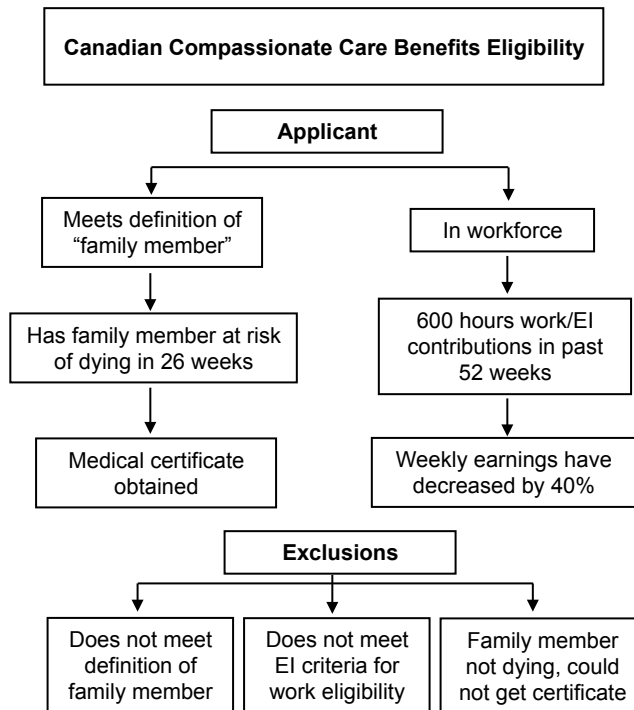 Canadian Compassionate Care Benefits Eligibility
Applicant
Meets definition of
“family member”
In workforce
Has family member at risk
of dying in 26 weeks
600 hours work/EI
contributions in past
52 weeks
Medical certificate
obtained
Weekly earnings have
decreased by 40%
Exclusions
Does not meet
definition of
family member
Does not meet
EI criteria for
work eligibility
Family member
not dying, could
not get certificate